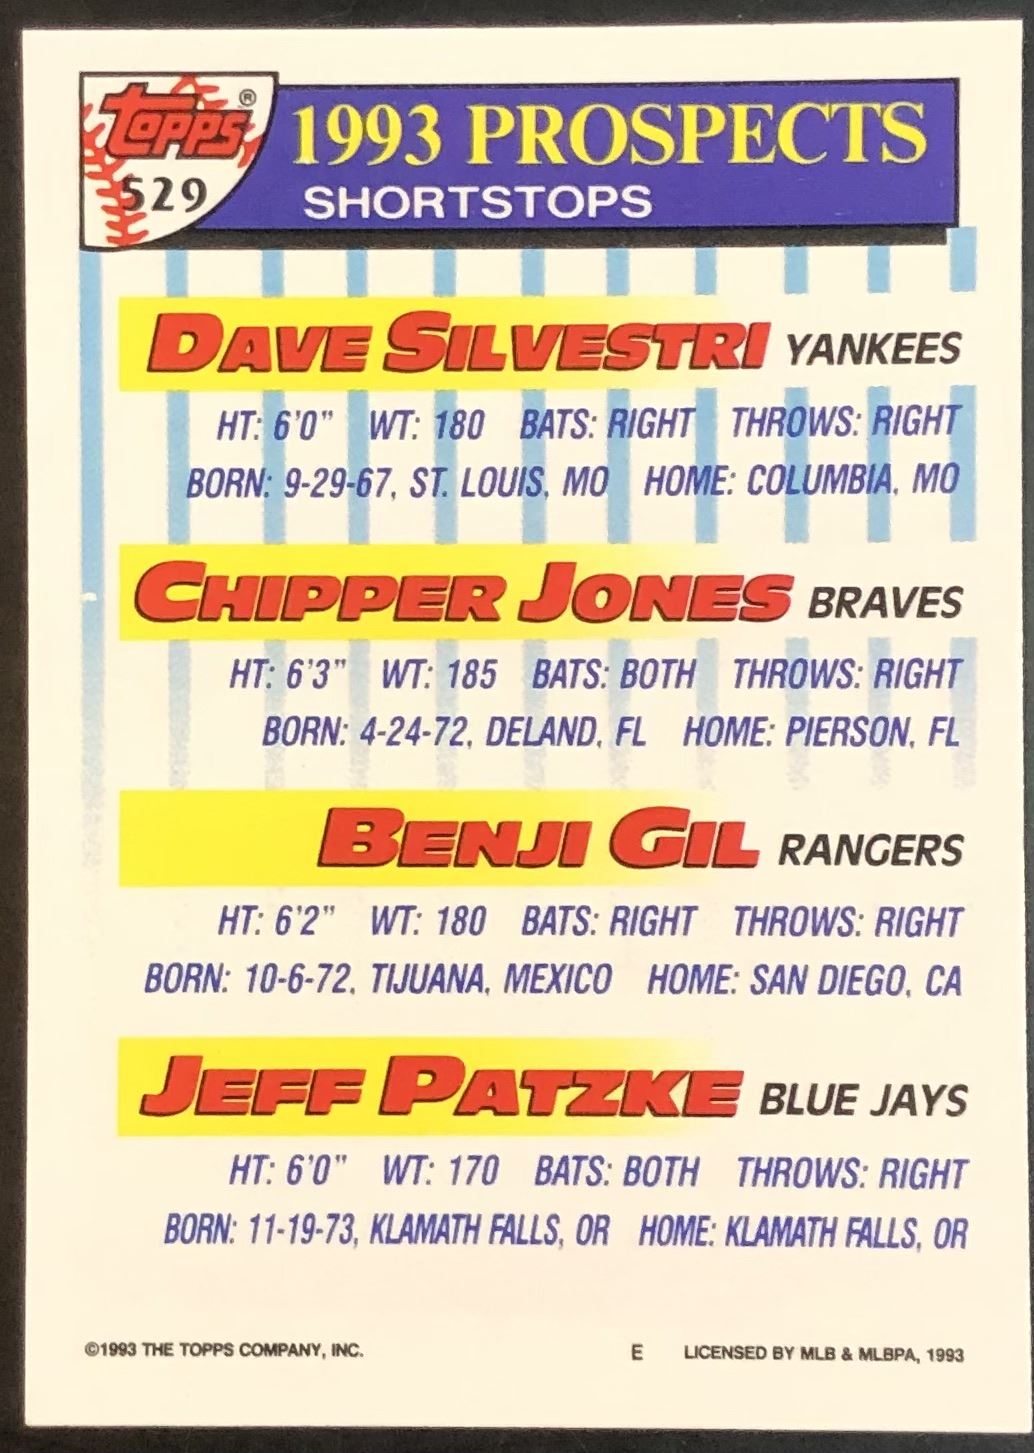 TOPPS®
529
1993 PROSPECTS
SHORTSTOPS
DAVE SILVESTRI YANKEES
HT: 6'0" WT: 180 BATS: RIGHT THROWS: RIGHT
BORN: 9-29-67, ST. LOUIS, MO HOME: COLUMBIA, MO
CHIPPER JONES BRAVES
HT: 6'3" WT: 185 BATS: BOTH THROWS: RIGHT
BORN: 4-24-72, DELAND, FL HOME: PIERSON, FL
BENJI GIL RANGERS
HT: 6'2" WT: 180 BATS: RIGHT THROWS: RIGHT
BORN: 10-6-72, TIJUANA, MEXICO HOME: SAN DIEGO, CA
JEFF PATZKE BLUE JAYS
HT: 6'0" WT: 170 BATS: BOTH THROWS: RIGHT
BORN: 11-19-73, KLAMATH FALLS, OR HOME: KLAMATH FALLS, OR
©1993 THE TOPPS COMPANY, INC. E LICENSED BY MLB & MLBPA, 1993